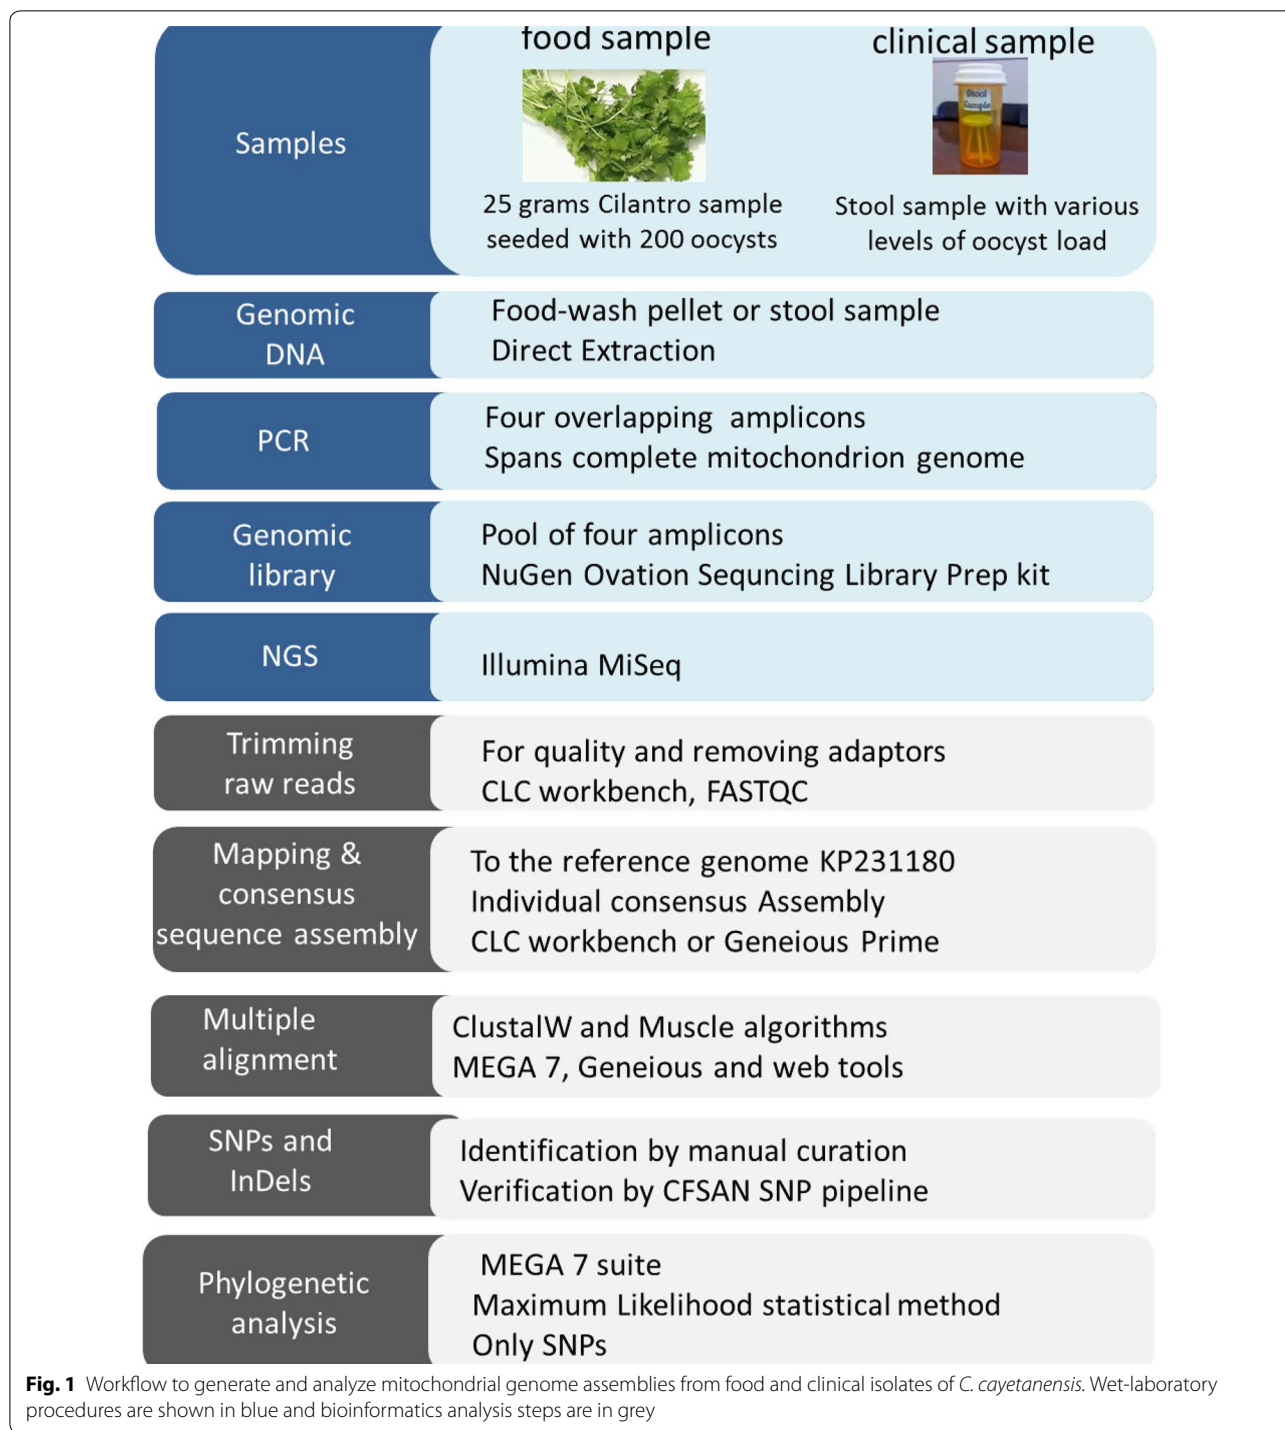 food sample
clinical sample
Samples
Stool
Sample
25 grams Cilantro sample
seeded with 200 oocysts
Stool sample with various
levels of oocyst load
Genomic
DNA
Food-wash pellet or stool sample
Direct Extraction
PCR
Four overlapping amplicons
Spans complete mitochondrion genome
Genomic
library
Pool of four amplicons
NuGen Ovation Sequncing Library Prep kit
NGS
Illumina MiSeq
Trimming
raw reads
For quality and removing adaptors
CLC workbench, FASTQC
Mapping &
consensus
sequence assembly
To the reference genome KP231180
Individual consensus Assembly
CLC workbench or Geneious Prime
Multiple
alignment
ClustalW and Muscle algorithms
MEGA 7, Geneious and web tools
SNPs and
InDels
Identification by manual curation
Verification by CFSAN SNP pipeline
Phylogenetic
analysis
MEGA 7 suite
Maximum Likelihood statistical method
Only SNPs
Fig. 1 Workflow to generate and analyze mitochondrial genome assemblies from food and clinical isolates of C. cayetanensis. Wet-laboratory
procedures are shown in blue and bioinformatics analysis steps are in grey